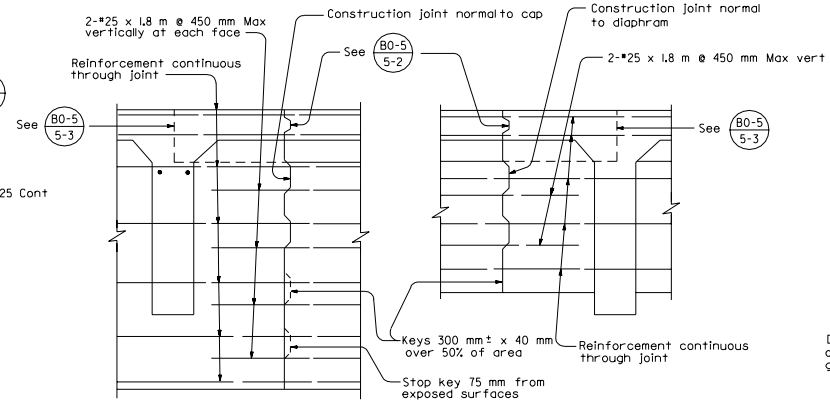 2-#25 x 1.8 m @ 450 mm Max
vertically at each face
Construction joint normal to cap
Construction joint normal
to diaphram
See B0-5
5-2
2-#25 x 1.8 m @ 450 mm Max vert
Reinforcement continuous
through joint
See B0-5
5-3
See B0-5
5-3
25 Cont
Keys 300 mm± x 40 mm
over 50% of area
Reinforcement continuous
through joint
Stop key 75 mm from
exposed surfaces